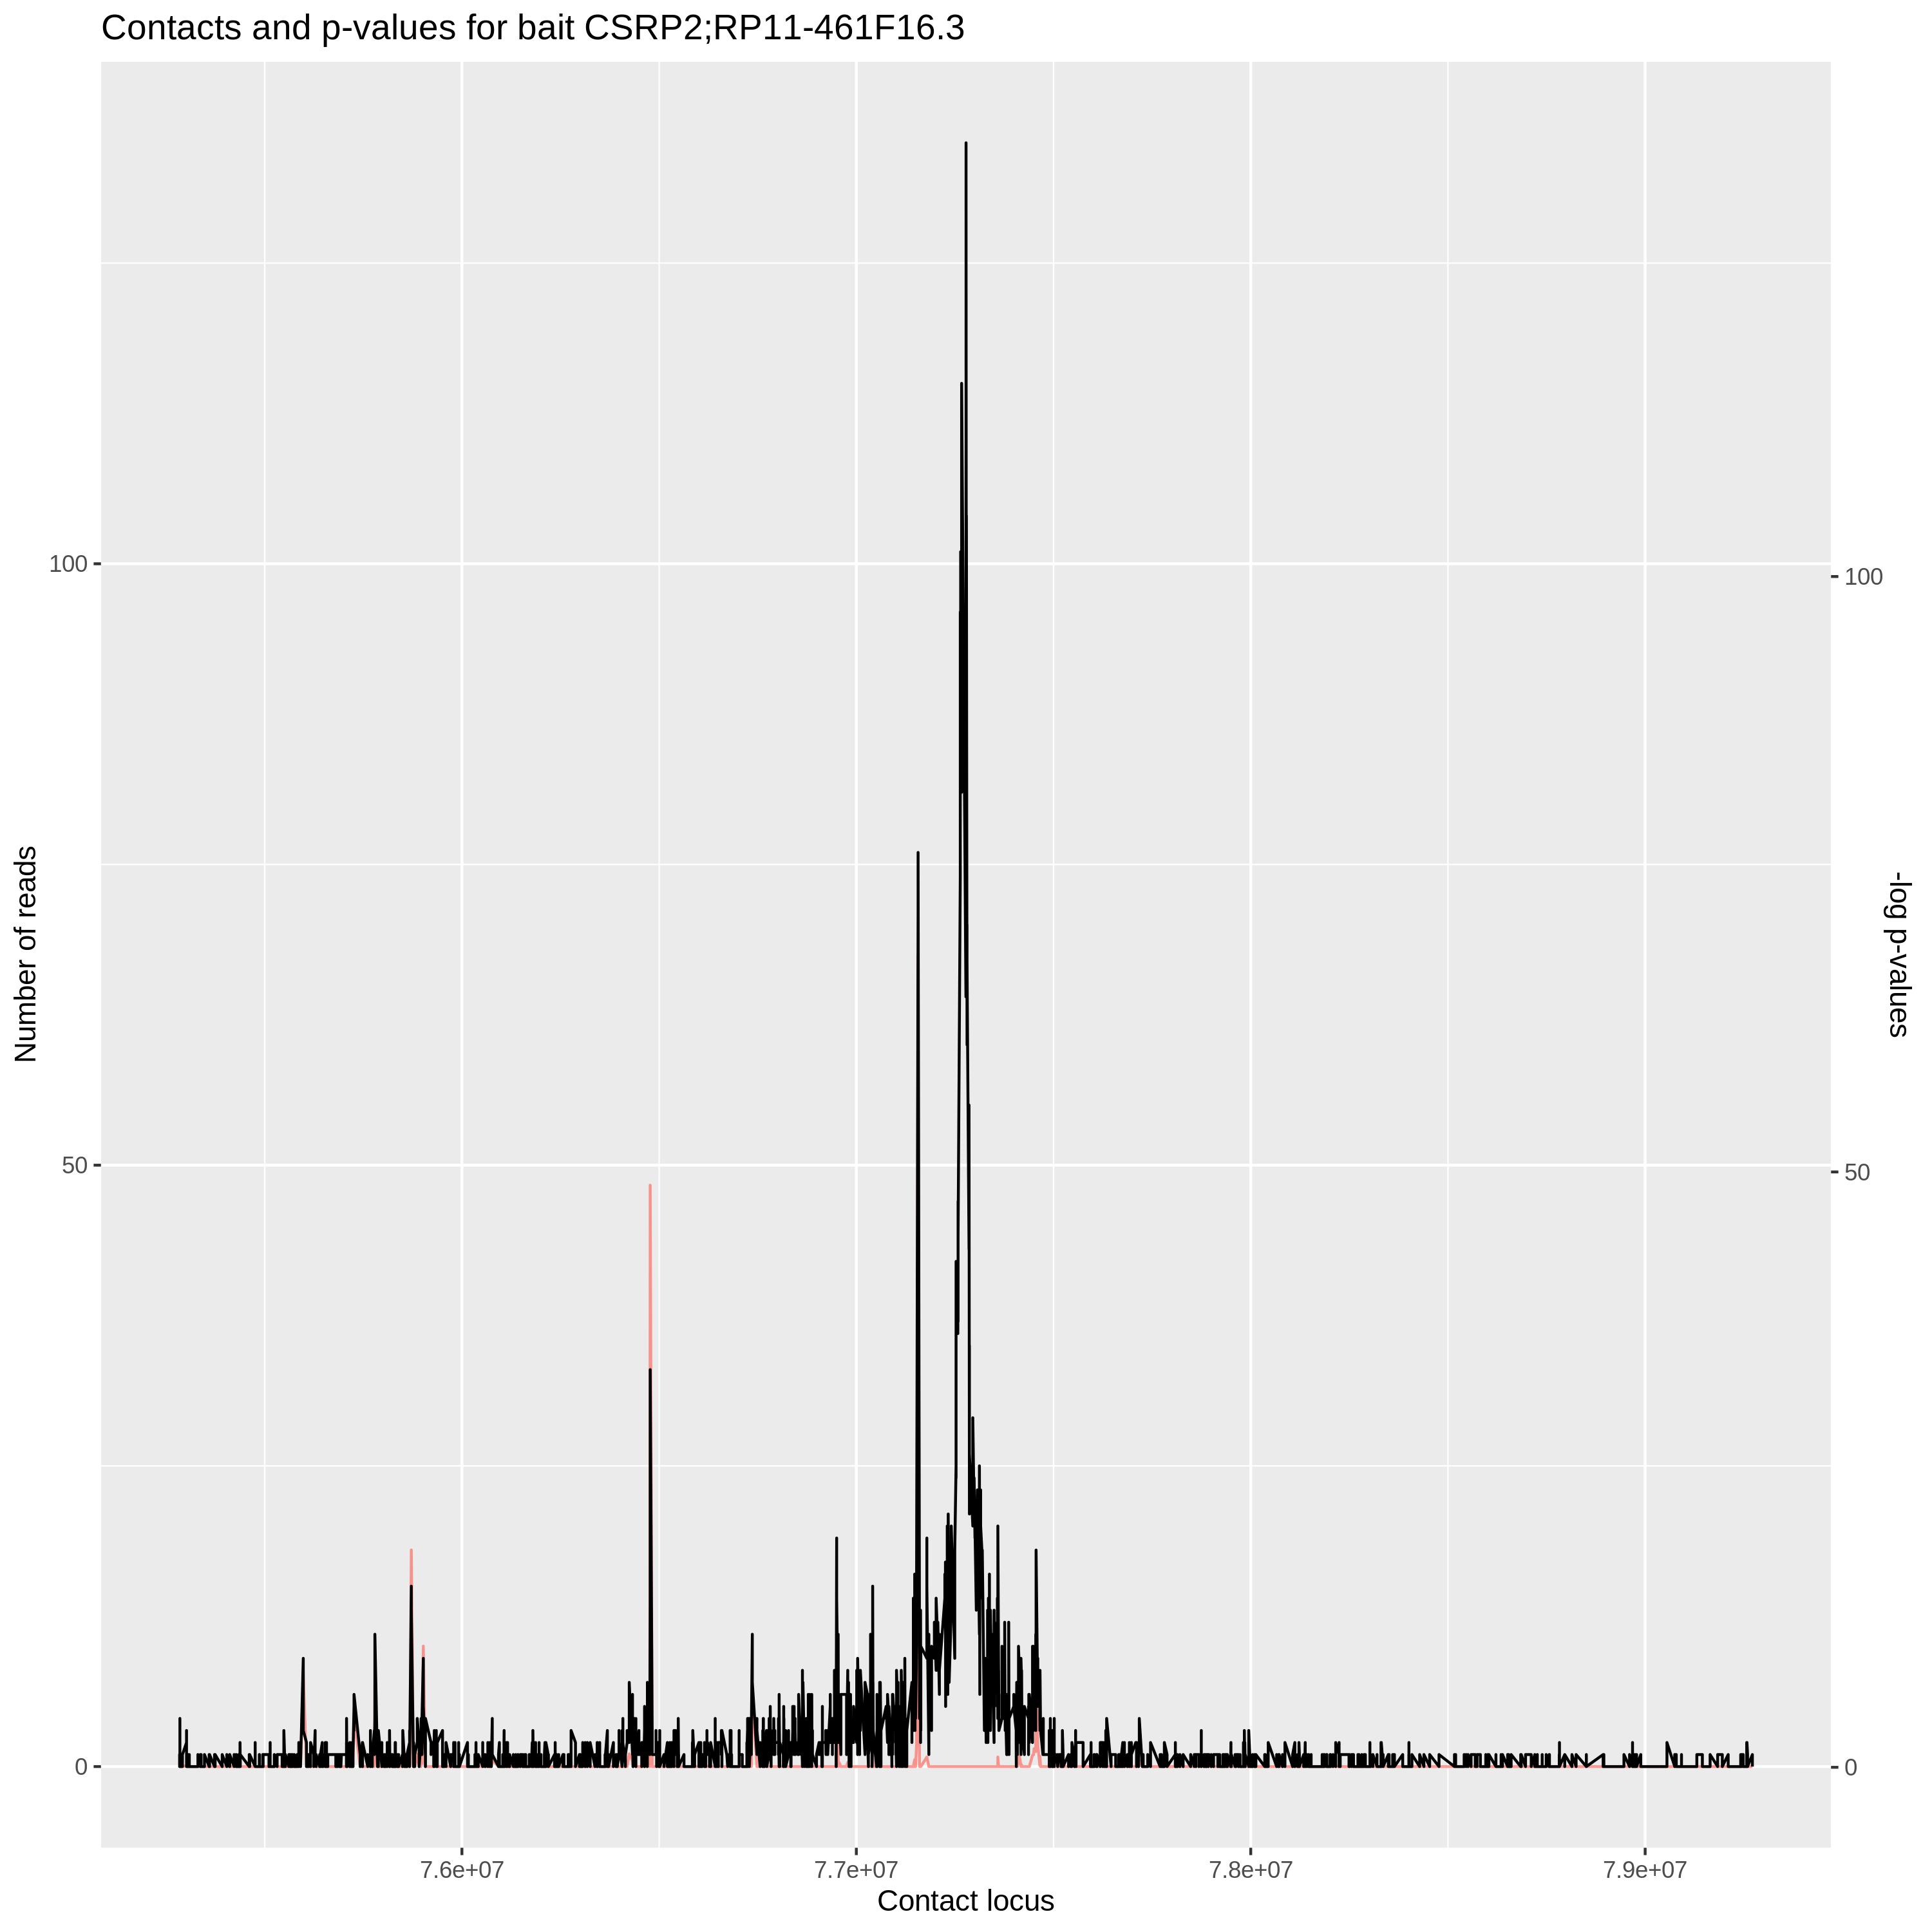 Contacts and p-values for bait CSRP2;RP11-461F16.3
100
100
Number of reads
-log p-values
50
50
0
0
7.6e+07
7.7e+07
7.8e+07
7.9e+07
Contact locus